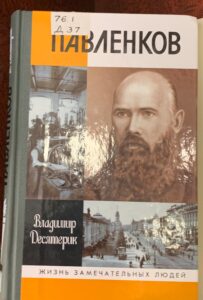 76.1
Д 37
ПАВЛЕНКОВ
Владимир
Десятерик
ЖИЗНЬ ЗАМЕЧАТЕЛЬНЫХ ЛЮДЕЙ